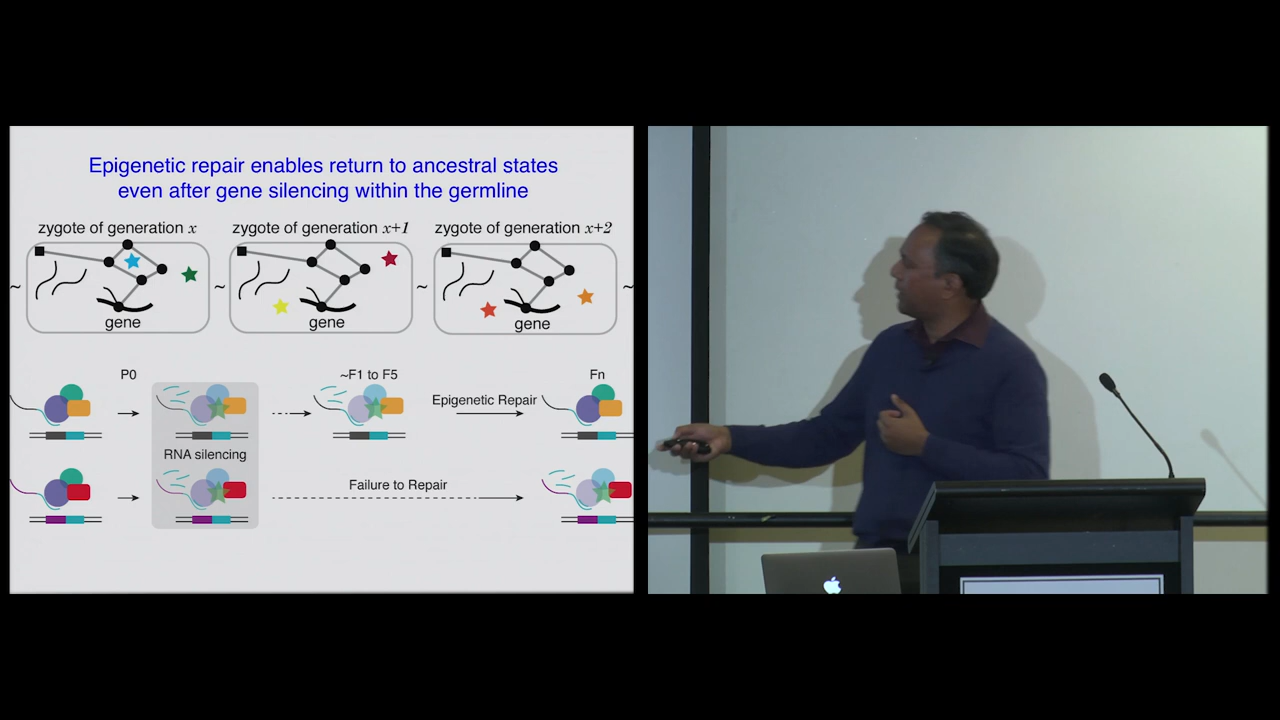 Epigenetic repair enables return to ancestral states
even after gene silencing within the germline
zygote of generation x
zygote of generation x+1
zygote of generation x+2
~ ~ ~ ~
gene
gene
gene
P0
~F1 to F5
Fn
Epigenetic Repair
RNA silencing
Failure to Repair